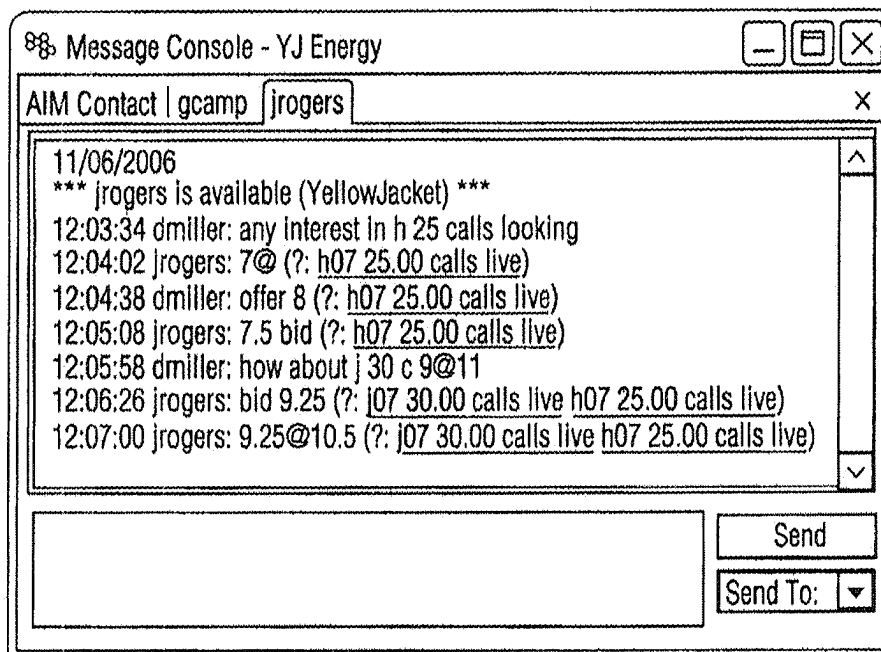 Message Console - YJ Energy
AIM Contact | gcamp jrogers x
11/06/2006
*** jrogers is available (YellowJacket) ***
12:03:34 dmiller: any interest in h 25 calls looking
12:04:02 jrogers: 7@ (?: h07 25.00 calls live)
12:04:38 dmiller: offer 8 (?: h07 25.00 calls live)
12:05:08 jrogers: 7.5 bid (?: h07 25.00 calls live)
12:05:58 dmiller: how about j 30 c 9@11
12:06:26 jrogers: bid 9.25 (?: j07 30.00 calls live h07 25.00 calls live)
12:07:00 jrogers: 9.25@10.5 (?: j07 30.00 calls live h07 25.00 calls live)
Send
Send To: